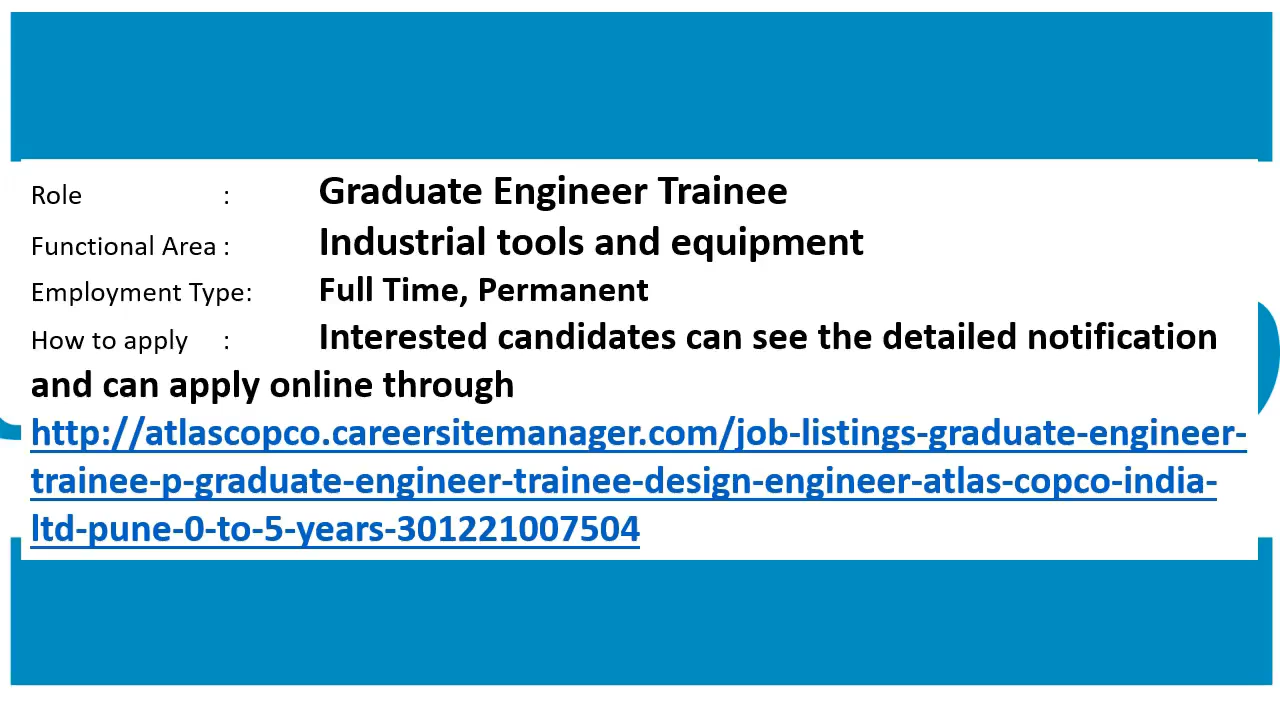 Role : Graduate Engineer Trainee
Functional Area : Industrial tools and equipment
Employment Type: Full Time, Permanent
How to apply : Interested candidates can see the detailed notification
and can apply online through
http://atlascopco.careersitemanager.com/job-listings-graduate-engineer-
trainee-p-graduate-engineer-trainee-design-engineer-atlas-copco-india-
ltd-pune-0-to-5-years-301221007504